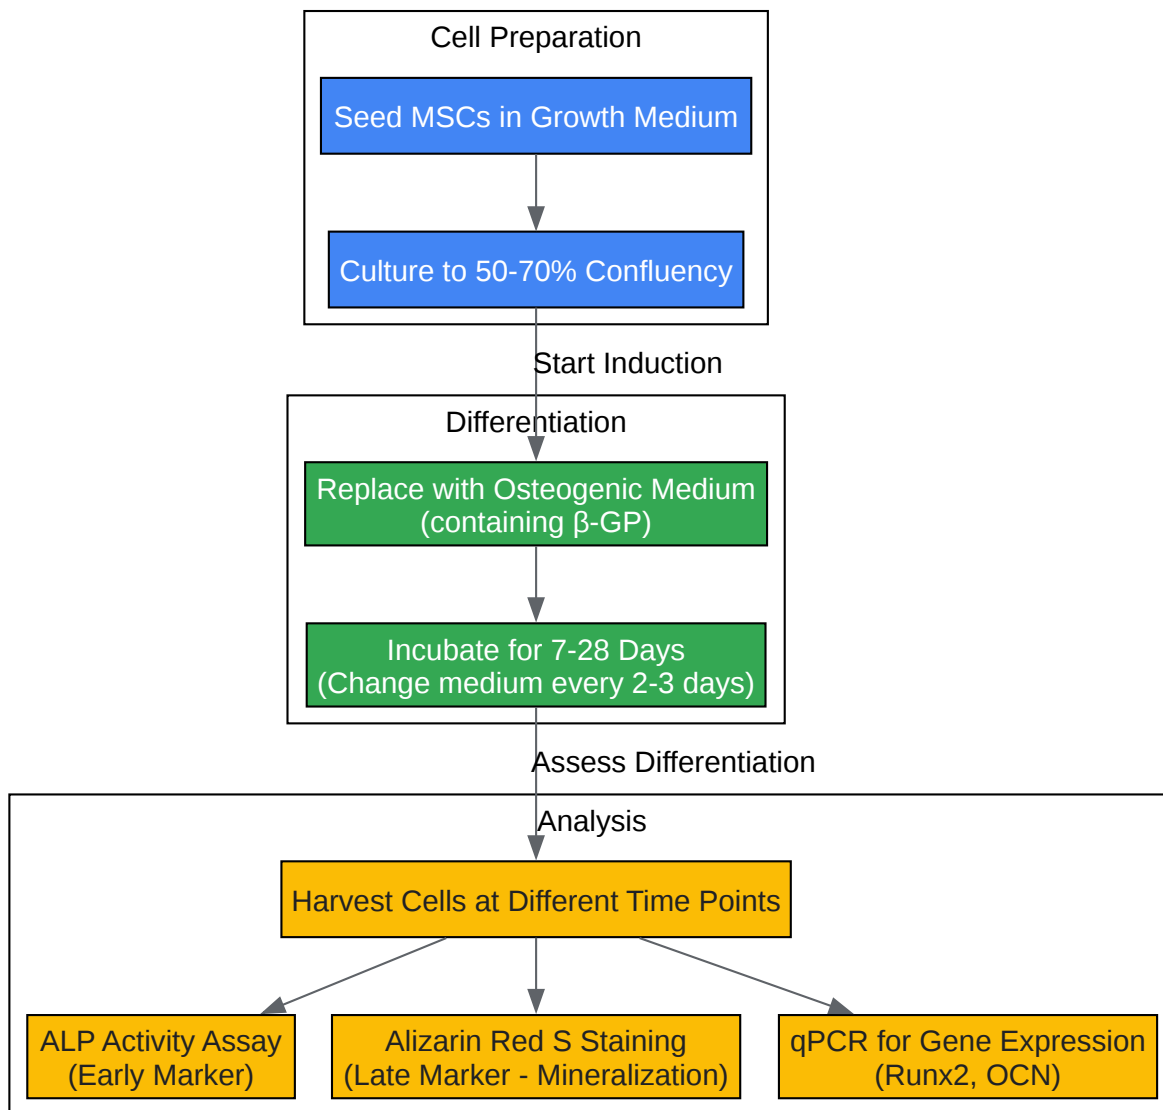 Cell Preparation
Seed MSCs in Growth Medium
Culture to 50-70% Confluency
Start Induction
Differentiation
Replace with Osteogenic Medium
(containing β-GP)
Incubate for 7-28 Days
(Change medium every 2-3 days)
Assess Differentiation
Analysis
Harvest Cells at Different Time Points
ALP Activity Assay
(Early Marker)
Alizarin Red S Staining
(Late Marker - Mineralization)
qPCR for Gene Expression
(Runx2, OCN)